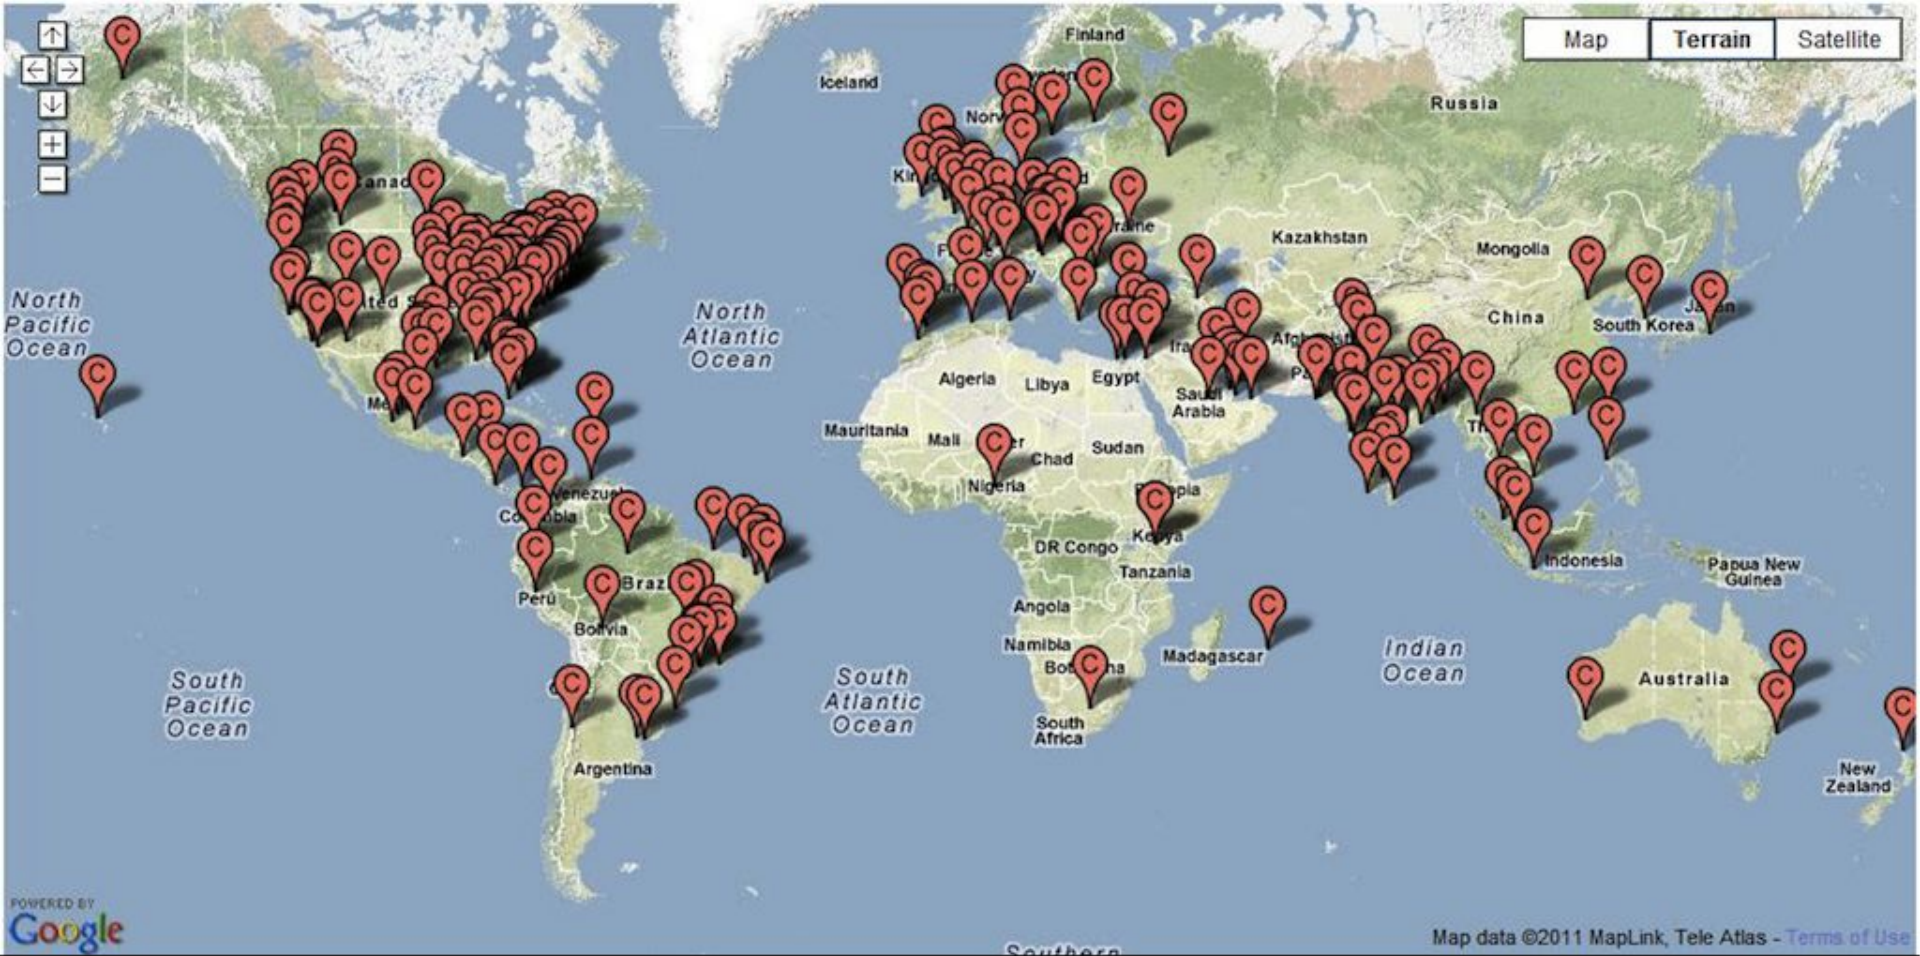 Map
Terrain
Satellite
Finland
Iceland
Russia
North
Pacific
Ocean
North
Atlantic
Ocean
Kazakhstan
Mongolia
China
South Korea
Algeria
Libya
Egypt
Saudi
Arabia
Mauritania
Mali
Chad
Sudan
Nigeria
DR Congo
Tanzania
Angola
Namibia
Madagascar
South
Africa
Perú
Bolivia
Argentina
South
Pacific
Ocean
South
Atlantic
Ocean
Indian
Ocean
Indonesia
Papua New
Guinea
Australia
New
Zealand
POWERED BY
Google
Map data ©2011 MapLink, Tele Atlas - Terms of Use